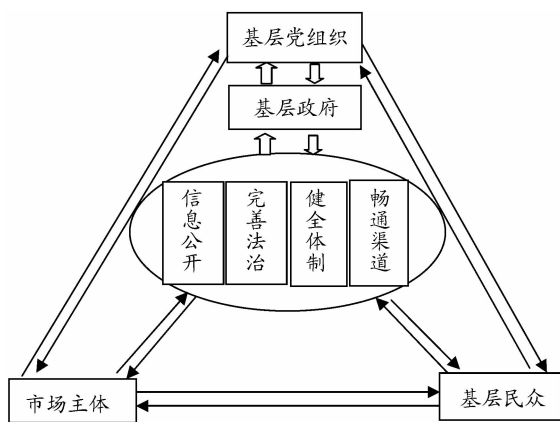 基层党组织
基层政府
信息公开
完善法治
健全体制
畅通渠道
市场主体
基层民众